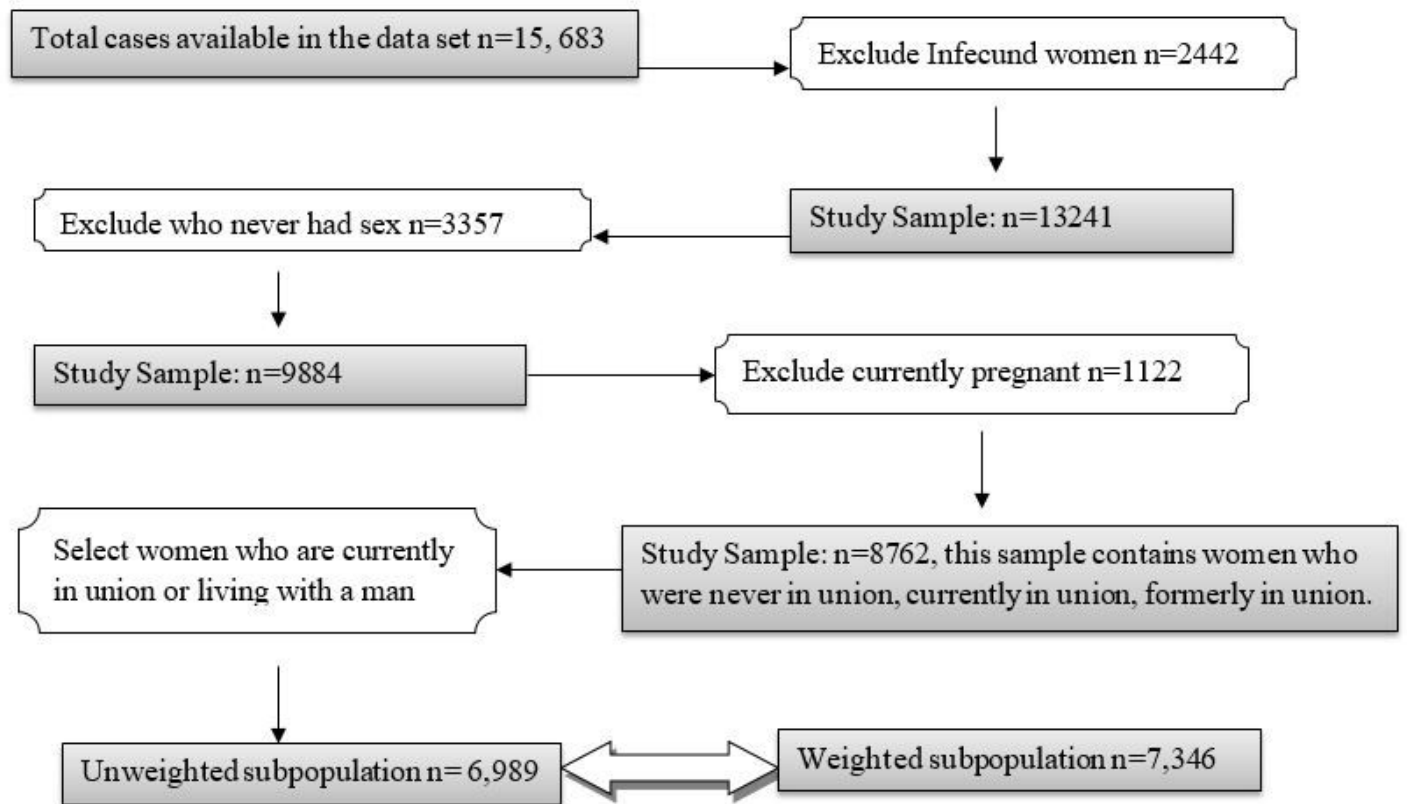 Total cases available in the data set n=15, 683
Exclude Infecund women n=2442
Study Sample: n=13241
Exclude who never had sex n=3357
Study Sample: n=9884
Exclude currently pregnant n=1122
Study Sample: n=8762, this sample contains women who
were never in union, currently in union, formerly in union.
Select women who are currently
in union or living with a man
Unweighted subpopulation n= 6,989
Weighted subpopulation n=7,346